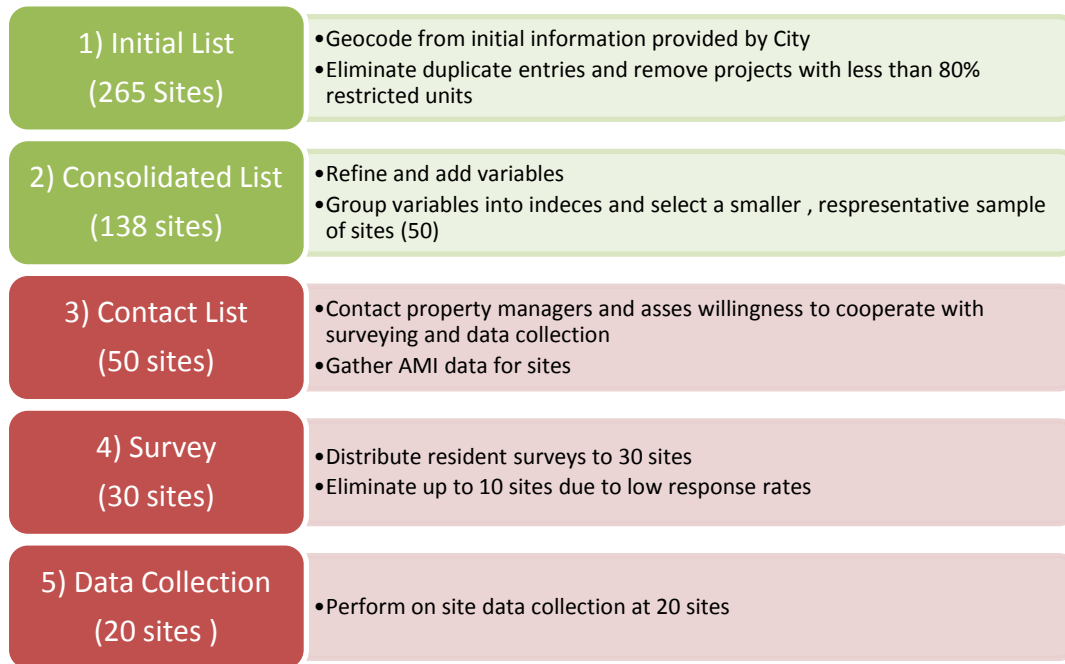 1) Initial List
(265 Sites)
•Geocode from initial information provided by City
•Eliminate duplicate entries and remove projects with less than 80%
restricted units
2) Consolidated List
(138 sites)
•Refine and add variables
•Group variables into indeces and select a smaller , respresentative sample
of sites (50)
3) Contact List
(50 sites)
•Contact property managers and asses willingness to cooperate with
surveying and data collection
•Gather AMI data for sites
4) Survey
(30 sites)
•Distribute resident surveys to 30 sites
•Eliminate up to 10 sites due to low response rates
5) Data Collection
(20 sites )
•Perform on site data collection at 20 sites